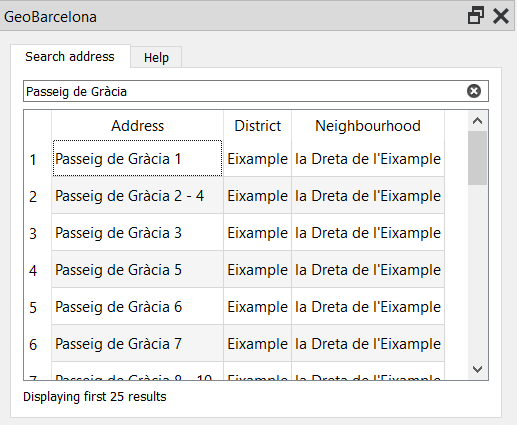 GeoBarcelona
Search address Help
Passeig de Gràcia
Address District Neighbourhood
1 Passeig de Gràcia 1 Eixample la Dreta de l'Eixample
2 Passeig de Gràcia 2 - 4 Eixample la Dreta de l'Eixample
3 Passeig de Gràcia 3 Eixample la Dreta de l'Eixample
4 Passeig de Gràcia 5 Eixample la Dreta de l'Eixample
5 Passeig de Gràcia 6 Eixample la Dreta de l'Eixample
6 Passeig de Gràcia 7 Eixample la Dreta de l'Eixample
7 Passeig de Gràcia 8 - 10 Eixample la Dreta de l'Eixample
Displaying first 25 results